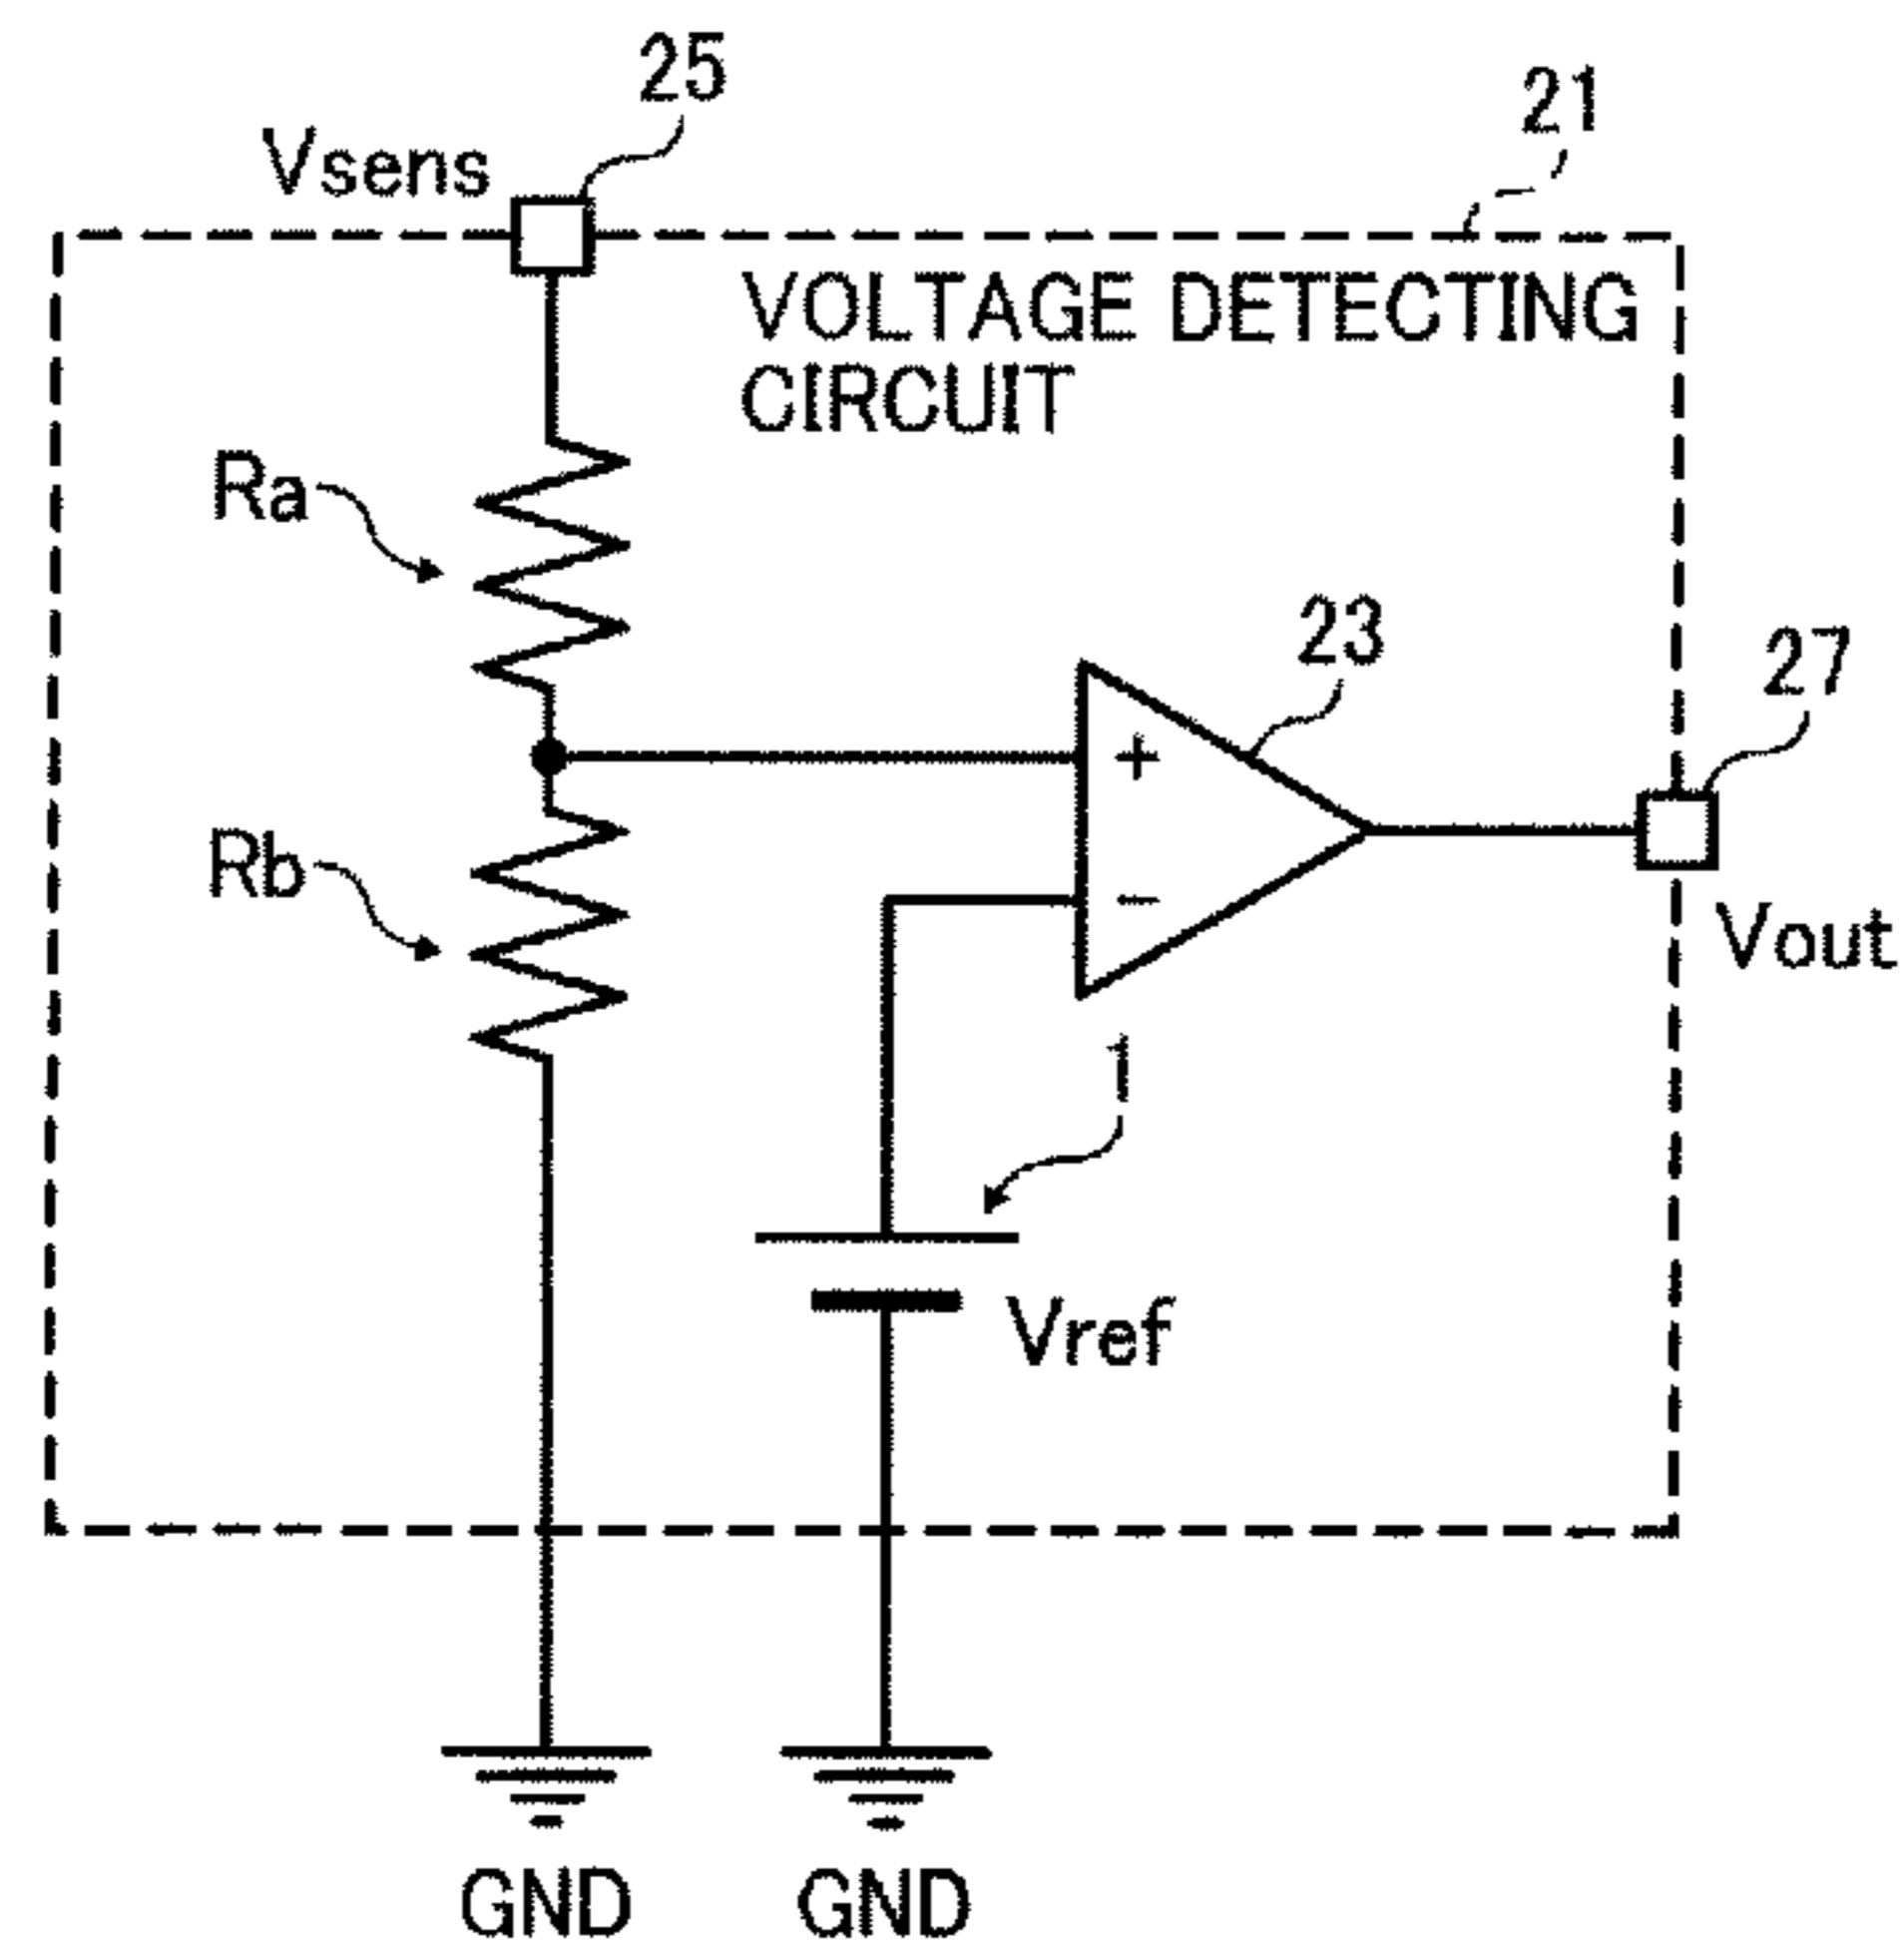 25
21
Vsens
VOLTAGE DETECTING
CIRCUIT
Ra
23
27
+
Rb
−
Vout
1
Vref
GND
GND